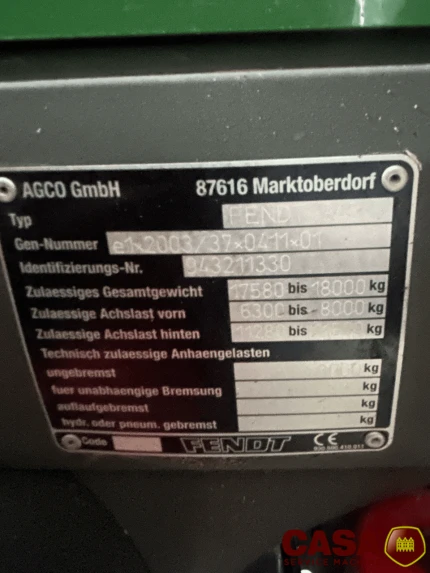 AGCO GmbH 87616 Marktoberdorf
Typ FENDT
Gen-Nummer e1*2003/37*0411*01
Identifizierungs-Nr. 943211330
Zulaessiges Gesamtgewicht 17580 bis 18000 kg
Zulaessige Achslast vorn 6300 bis 8000 kg
Zulaessige Achslast hinten 11280 bis kg
Technisch zulaessige Anhaengelasten
ungebremst kg
fuer unabhaengige Bremsung kg
auflaufgebremst kg
hydr. oder pneum. gebremst kg
Code FENDT CE